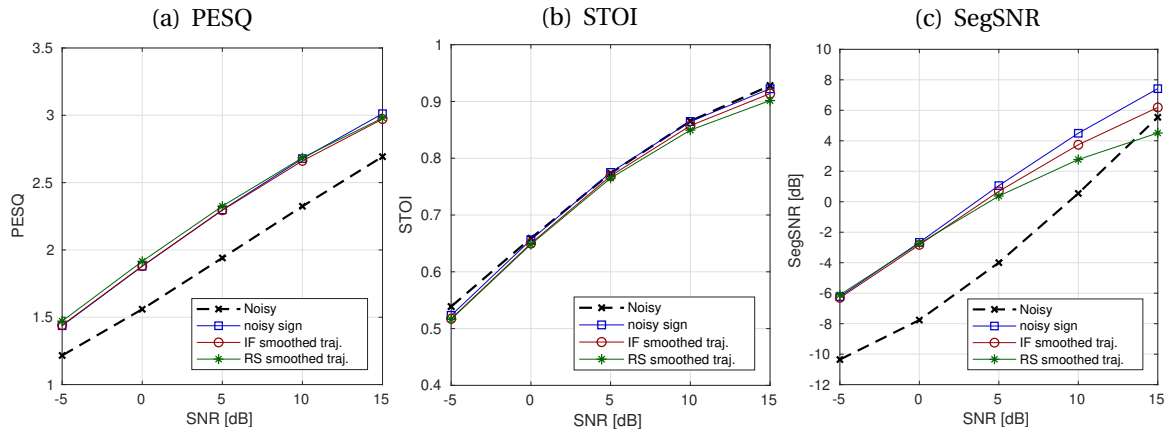 (a) PESQ
3.5
3
2.5
2
1.5
1
PESQ
-5 0 5 10 15
SNR [dB]
Noisy
noisy sign
IF smoothed traj.
RS smoothed traj.
(b) STOI
1
0.9
0.8
0.7
0.6
0.5
0.4
STOI
-5 0 5 10 15
SNR [dB]
Noisy
noisy sign
IF smoothed traj.
RS smoothed traj.
(c) SegSNR
10
8
6
4
2
0
-2
-4
-6
-8
-10
-12
SegSNR [dB]
-5 0 5 10 15
SNR [dB]
Noisy
noisy sign
IF smoothed traj.
RS smoothed traj.